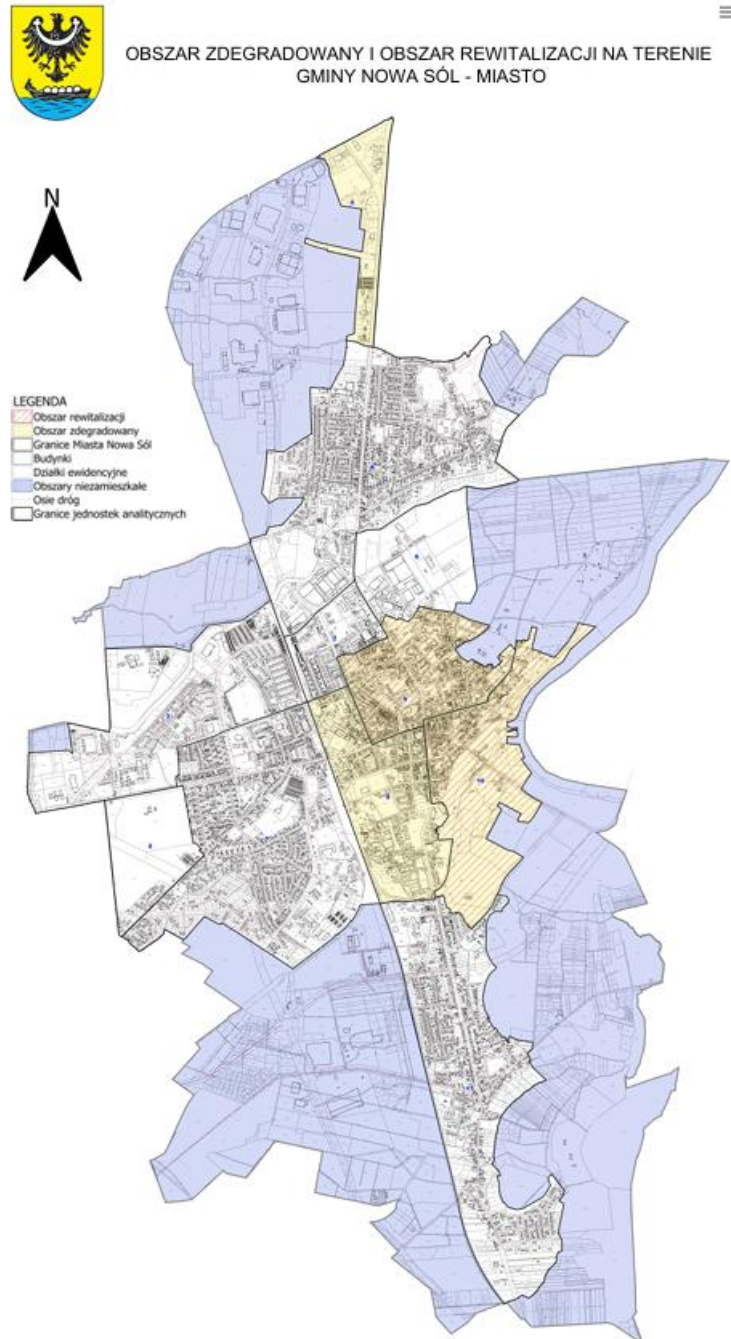 OBSZAR ZDEGRADOWANY I OBSZAR REWITALIZACJI NA TERENIE
GMINY NOWA SÓL - MIASTO
N
LEGENDA
Obszar rewitalizacji
Obszar zdegradowany
Granice Miasta Nowa Sól
Budynki
Działki ewidencyjne
Obszary niezamieszkałe
Osie dróg
Granice jednostek analitycznych